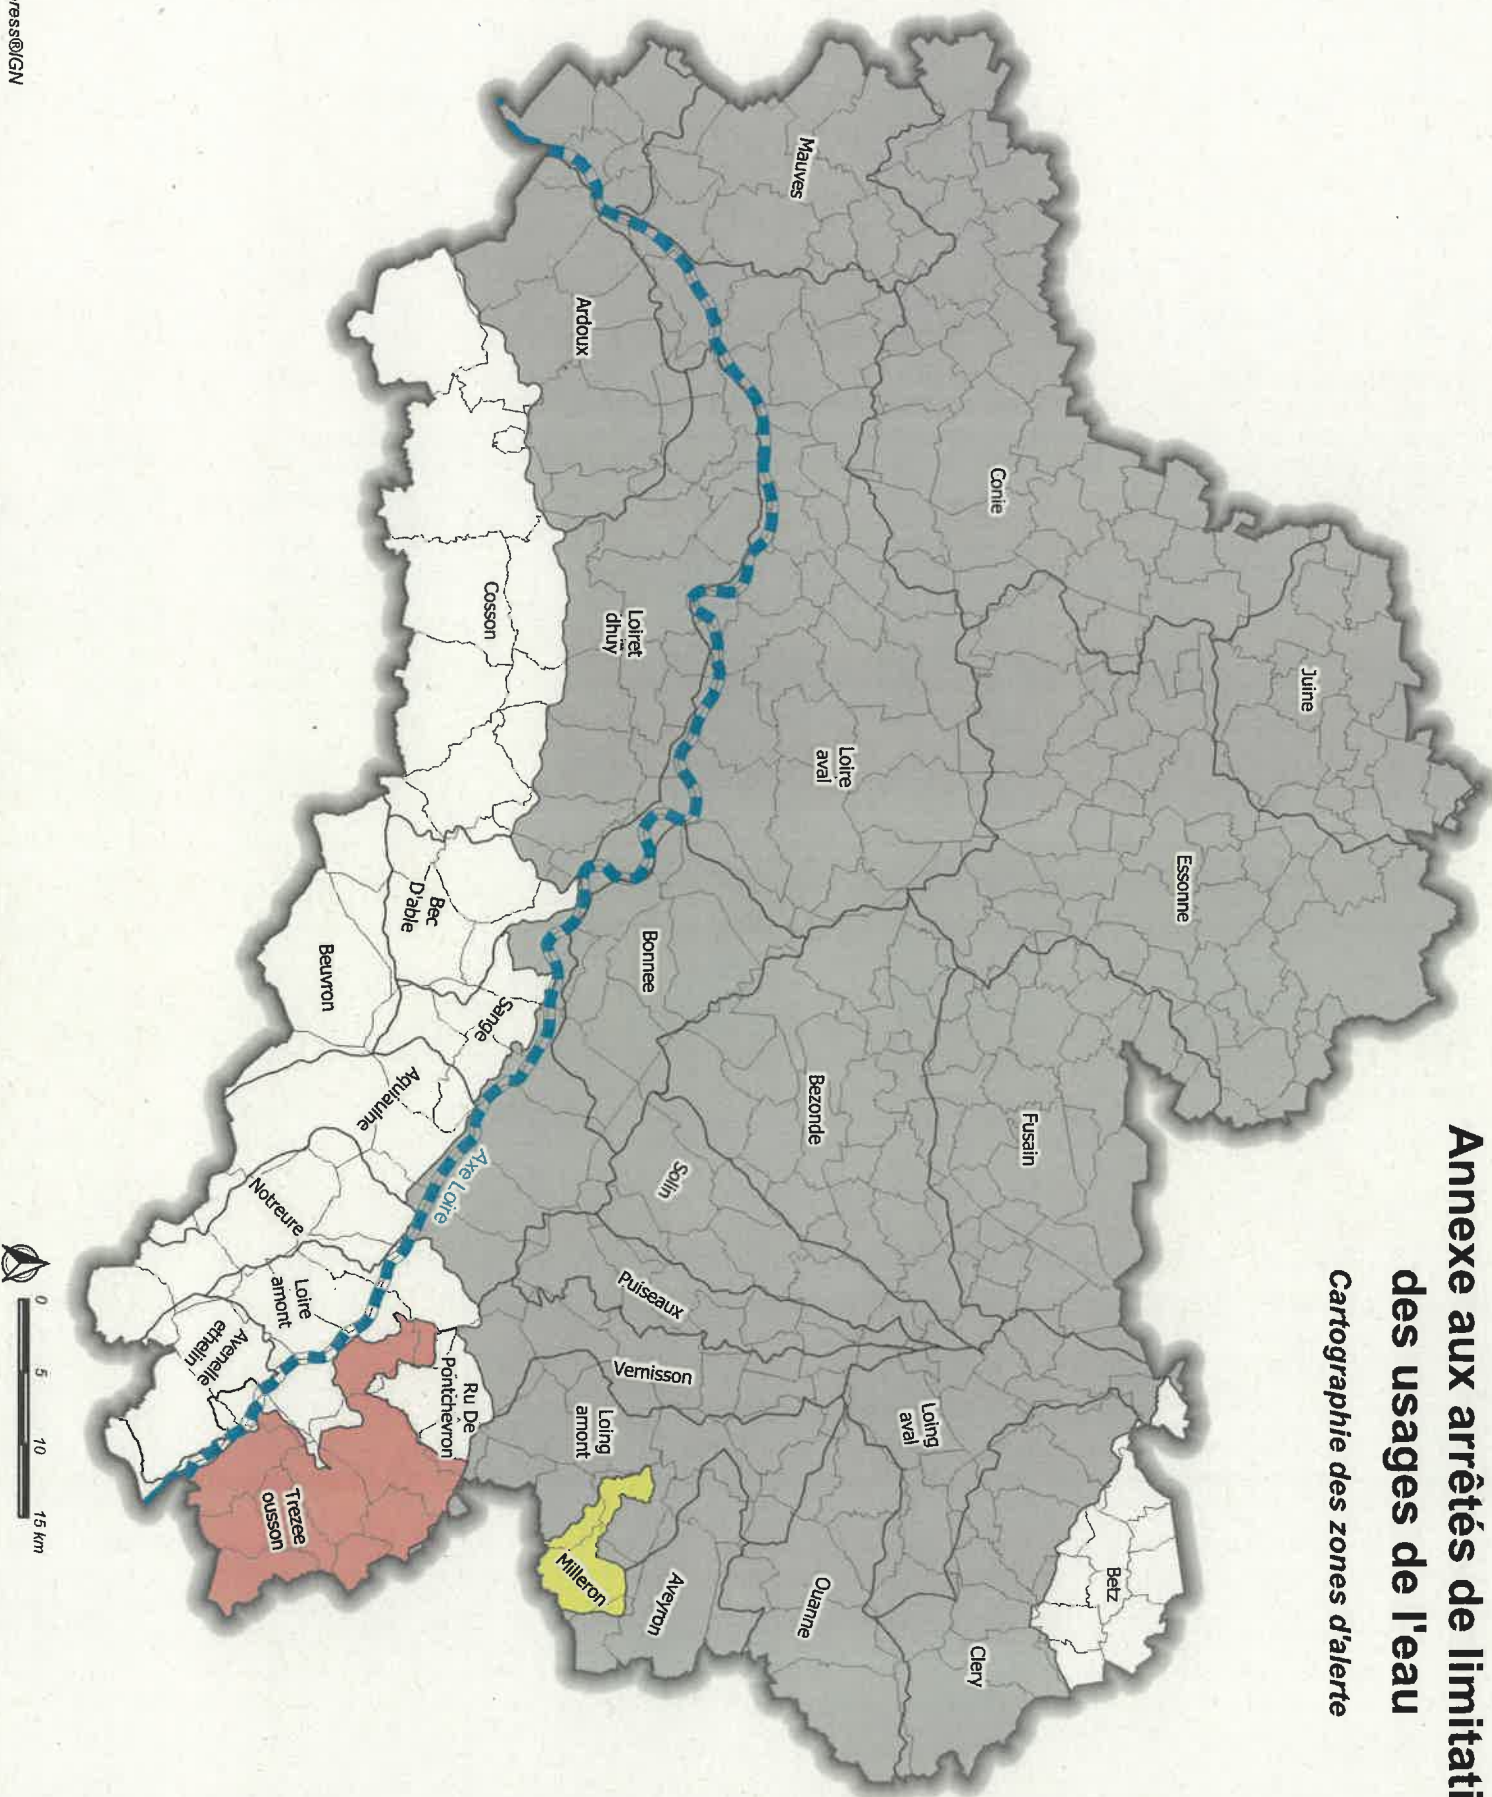 Annexe aux arrêtés de limitati
des usages de l'eau
Cartographie des zones d'alerte
Juine
Essonne
Conie
Fusain
Betz
Clery
Mauves
Loire
aval
Bezonde
Loing
aval
Ouanne
Ardoux
Loiret
dhuy
Bonnee
Solin
Puiseaux
Vernisson
Aveyron
Loing
amont
Milleron
Cosson
Sange
Axe Loire
Bec
D'able
Aquiaulne
Ru De
Pontchevron
Beuvron
Notreure
Loire
amont
Trezee
ousson
Avenelle
ethelin
0 5 10 15 km
ress®IGN